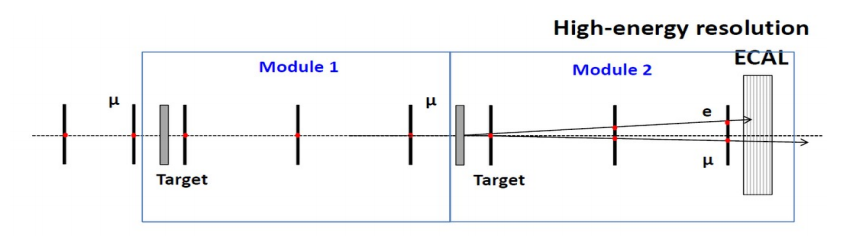 High-energy resolution
ECAL
Module 1
Module 2
μ
μ
e
Target
Target
μ